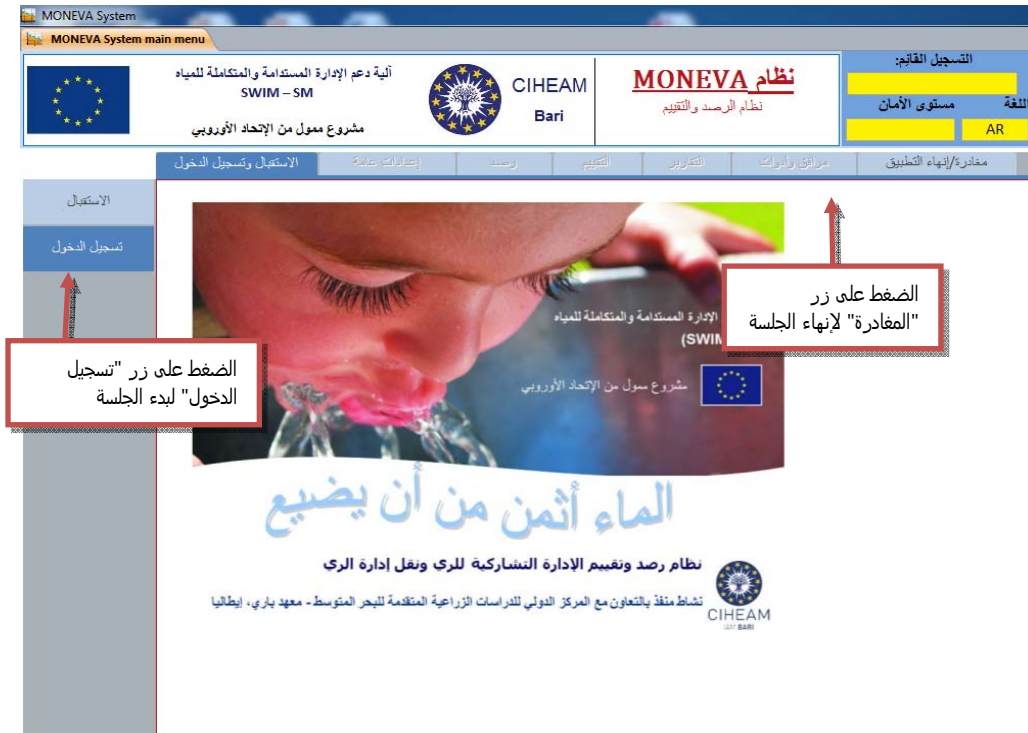 MONEVA System
MONEVA System main menu
آلية دعم الإدارة المستدامة والمتكاملة للمياه
SWIM – SM
مشروع ممول من الإتحاد الأوروبي
CIHEAM
Bari
نظام MONEVA
نظام الرصد والتقييم
التسجيل القائم:
اللغة
مستوى الأمان
AR
الاستقبال وتسجيل الدخول
إعدادات عامة
رصد
التقييم
التقارير
مرافق وأدوات
مغادرة/إنهاء التطبيق
الاستقبال
تسجيل الدخول
الضغط على زر
"المغادرة" لإنهاء الجلسة
الضغط على زر "تسجيل
الدخول" لبدء الجلسة
الإدارة المستدامة والمتكاملة للمياه
(SWIM
مشروع ممول من الإتحاد الأوروبي
الماء أثمن من أن يضيع
نظام رصد وتقييم الإدارة التشاركية للري ونقل إدارة الري
نشاط منفذ بالتعاون مع المركز الدولي للدراسات الزراعية المتقدمة للبحر المتوسط - معهد باري، إيطاليا
CIHEAM
BARI